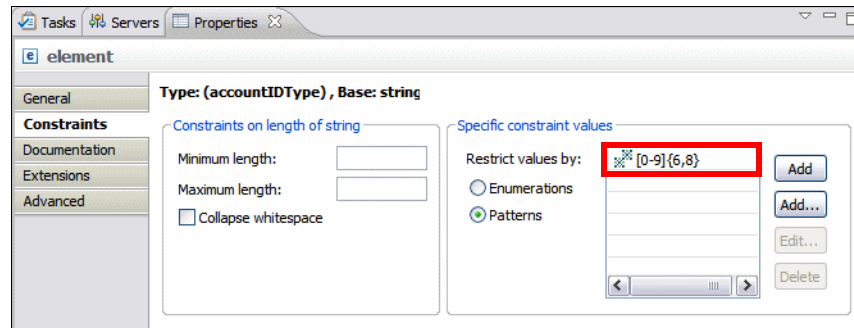 Tasks Servers Properties
e element
General
Constraints
Documentation
Extensions
Advanced
Type: (accountIDType) , Base: string
Constraints on length of string
Minimum length:
Maximum length:
Collapse whitespace
Specific constraint values
Restrict values by:
Enumerations
Patterns
[0-9]{6,8}
Add
Add...
Edit...
Delete